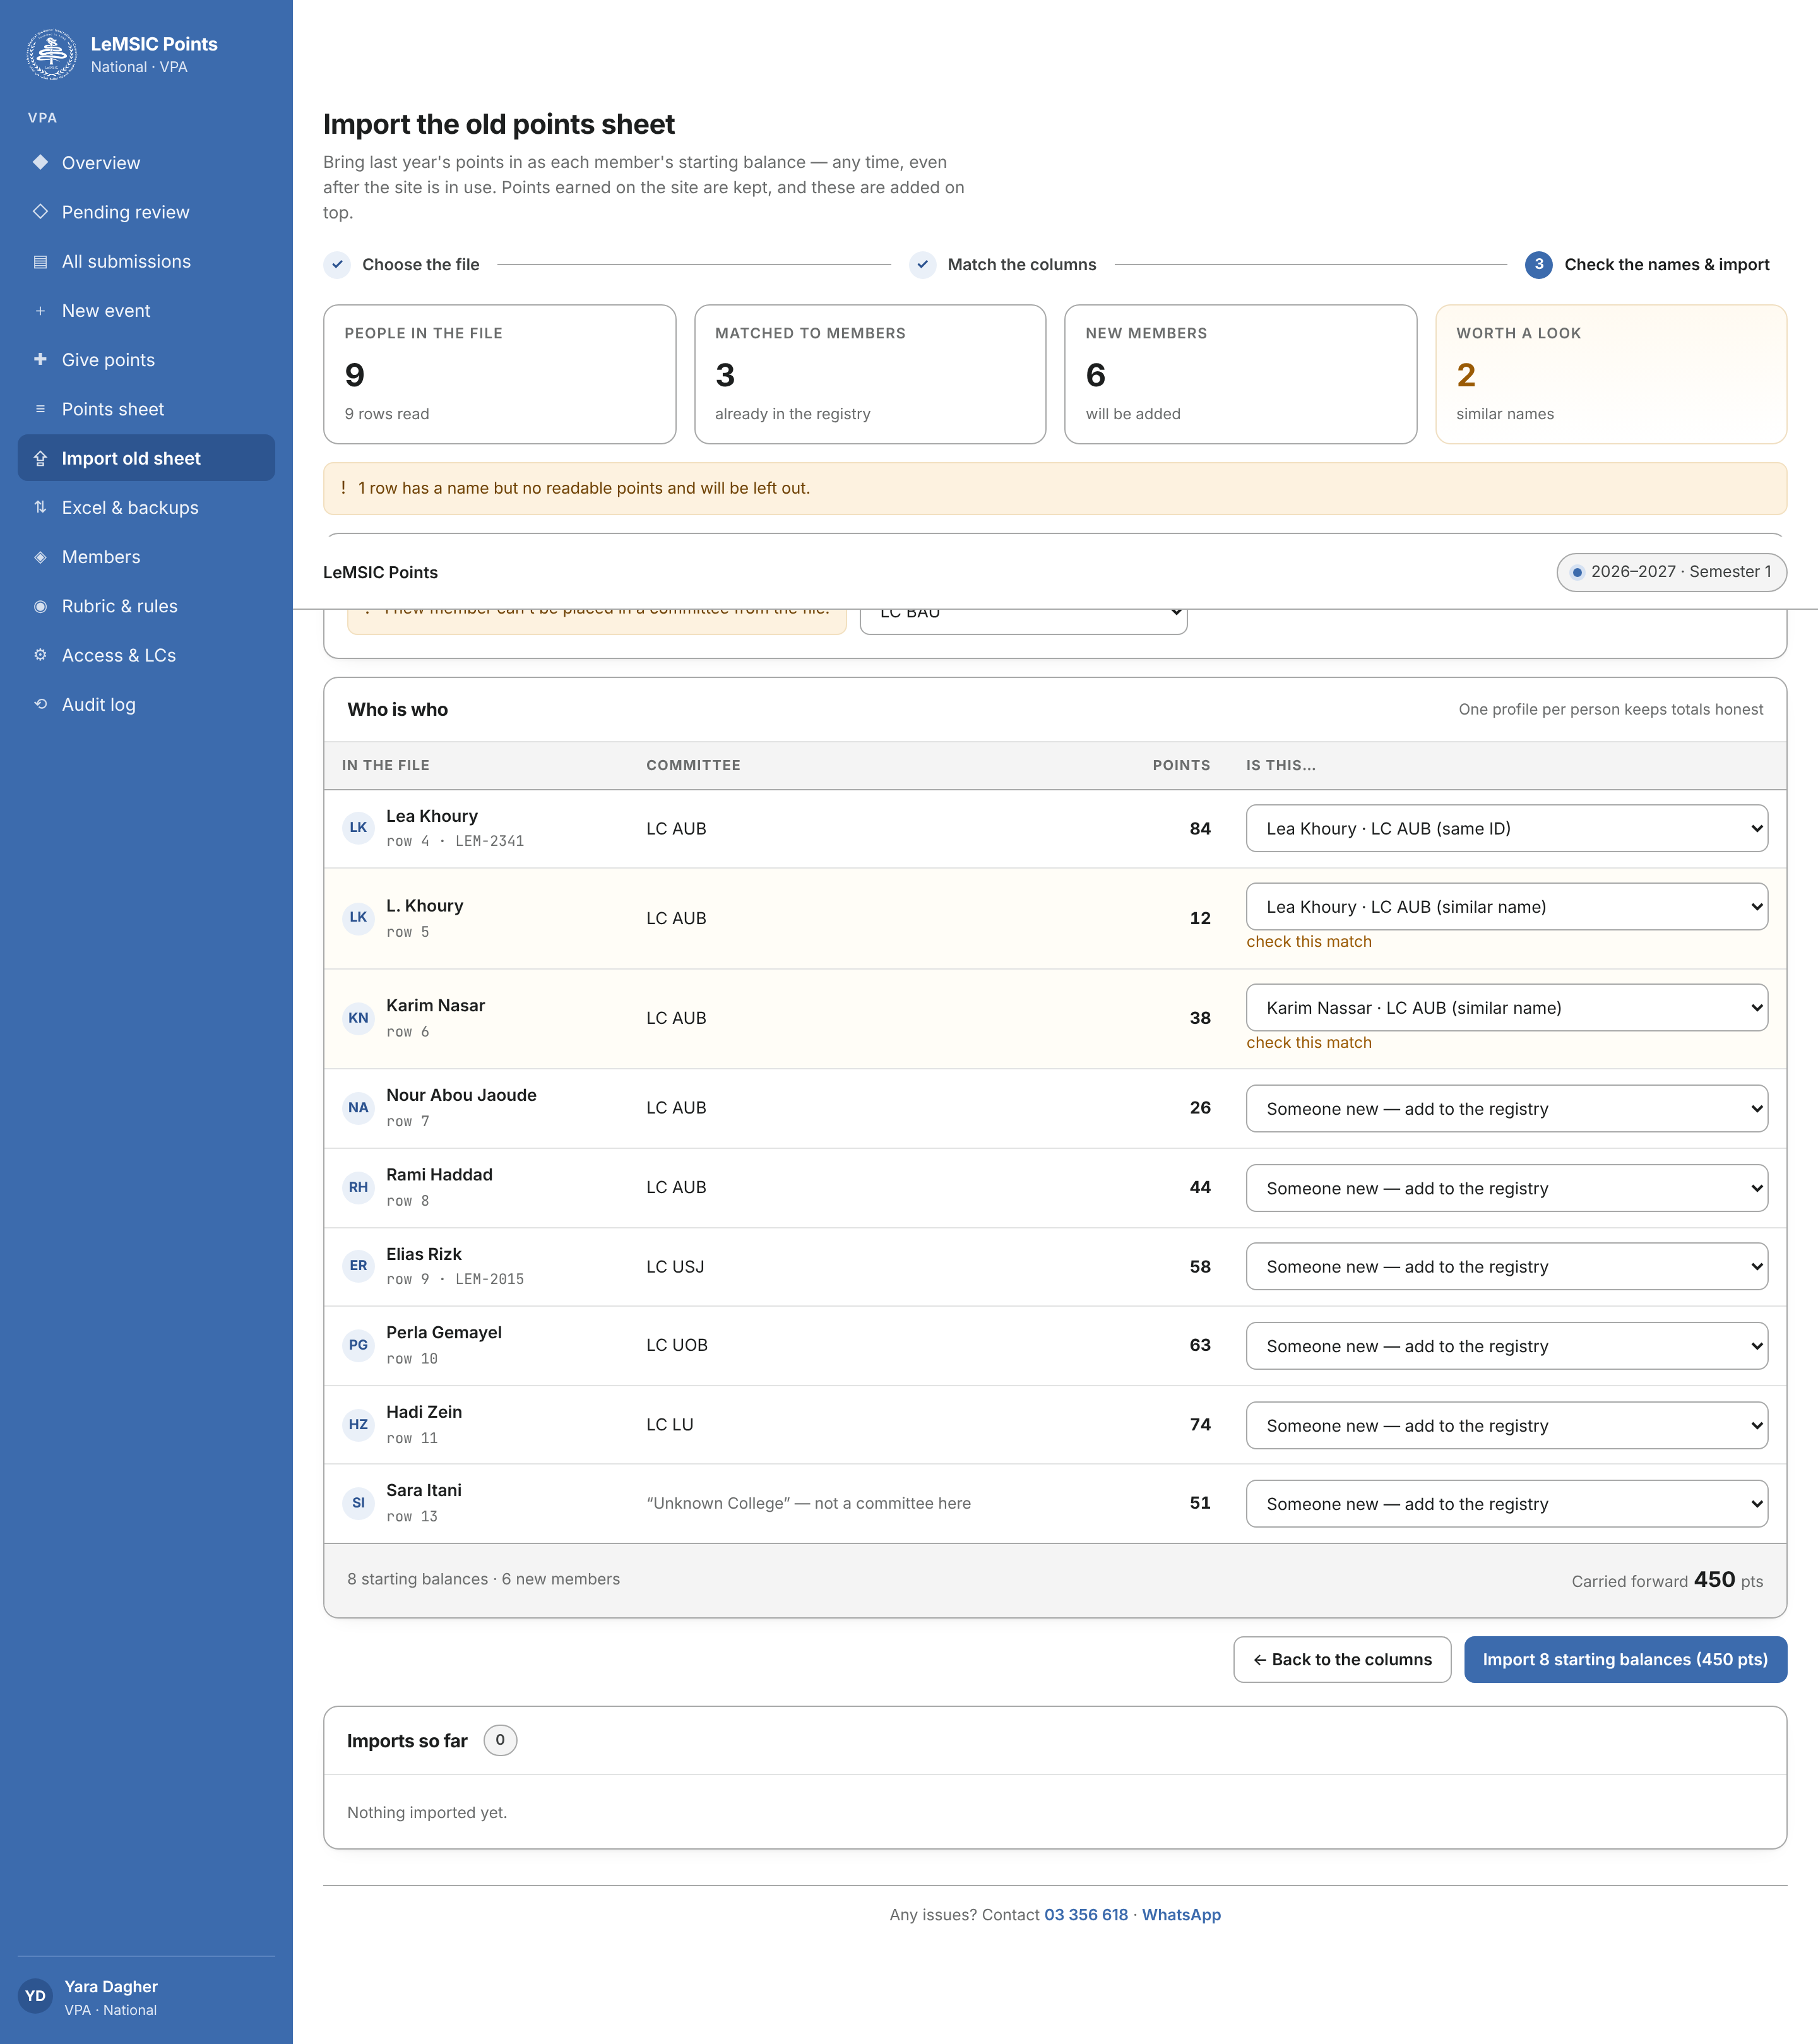 LeMSIC Points
National · VPA
VPA
Overview
Pending review
All submissions
New event
Give points
Points sheet
Import old sheet
Excel & backups
Members
Rubric & rules
Access & LCs
Audit log
YD
Yara Dagher
VPA · National
Import the old points sheet
Bring last year's points in as each member's starting balance — any time, even
after the site is in use. Points earned on the site are kept, and these are added on
top.
Choose the file
Match the columns
3 Check the names & import
PEOPLE IN THE FILE
9
9 rows read
MATCHED TO MEMBERS
3
already in the registry
NEW MEMBERS
6
will be added
WORTH A LOOK
2
similar names
! 1 row has a name but no readable points and will be left out.
LeMSIC Points
2026–2027 · Semester 1
1 new member can't be placed in a committee from the file.
LC BAU
Who is who
One profile per person keeps totals honest
IN THE FILE COMMITTEE POINTS IS THIS…
LK Lea Khoury
row 4 · LEM-2341
LC AUB
84
Lea Khoury · LC AUB (same ID)
LK L. Khoury
row 5
LC AUB
12
Lea Khoury · LC AUB (similar name)
check this match
KN Karim Nasar
row 6
LC AUB
38
Karim Nassar · LC AUB (similar name)
check this match
NA Nour Abou Jaoude
row 7
LC AUB
26
Someone new — add to the registry
RH Rami Haddad
row 8
LC AUB
44
Someone new — add to the registry
ER Elias Rizk
row 9 · LEM-2015
LC USJ
58
Someone new — add to the registry
PG Perla Gemayel
row 10
LC UOB
63
Someone new — add to the registry
HZ Hadi Zein
row 11
LC LU
74
Someone new — add to the registry
SI Sara Itani
row 13
“Unknown College” — not a committee here
51
Someone new — add to the registry
8 starting balances · 6 new members
Carried forward 450 pts
← Back to the columns
Import 8 starting balances (450 pts)
Imports so far 0
Nothing imported yet.
Any issues? Contact 03 356 618 · WhatsApp